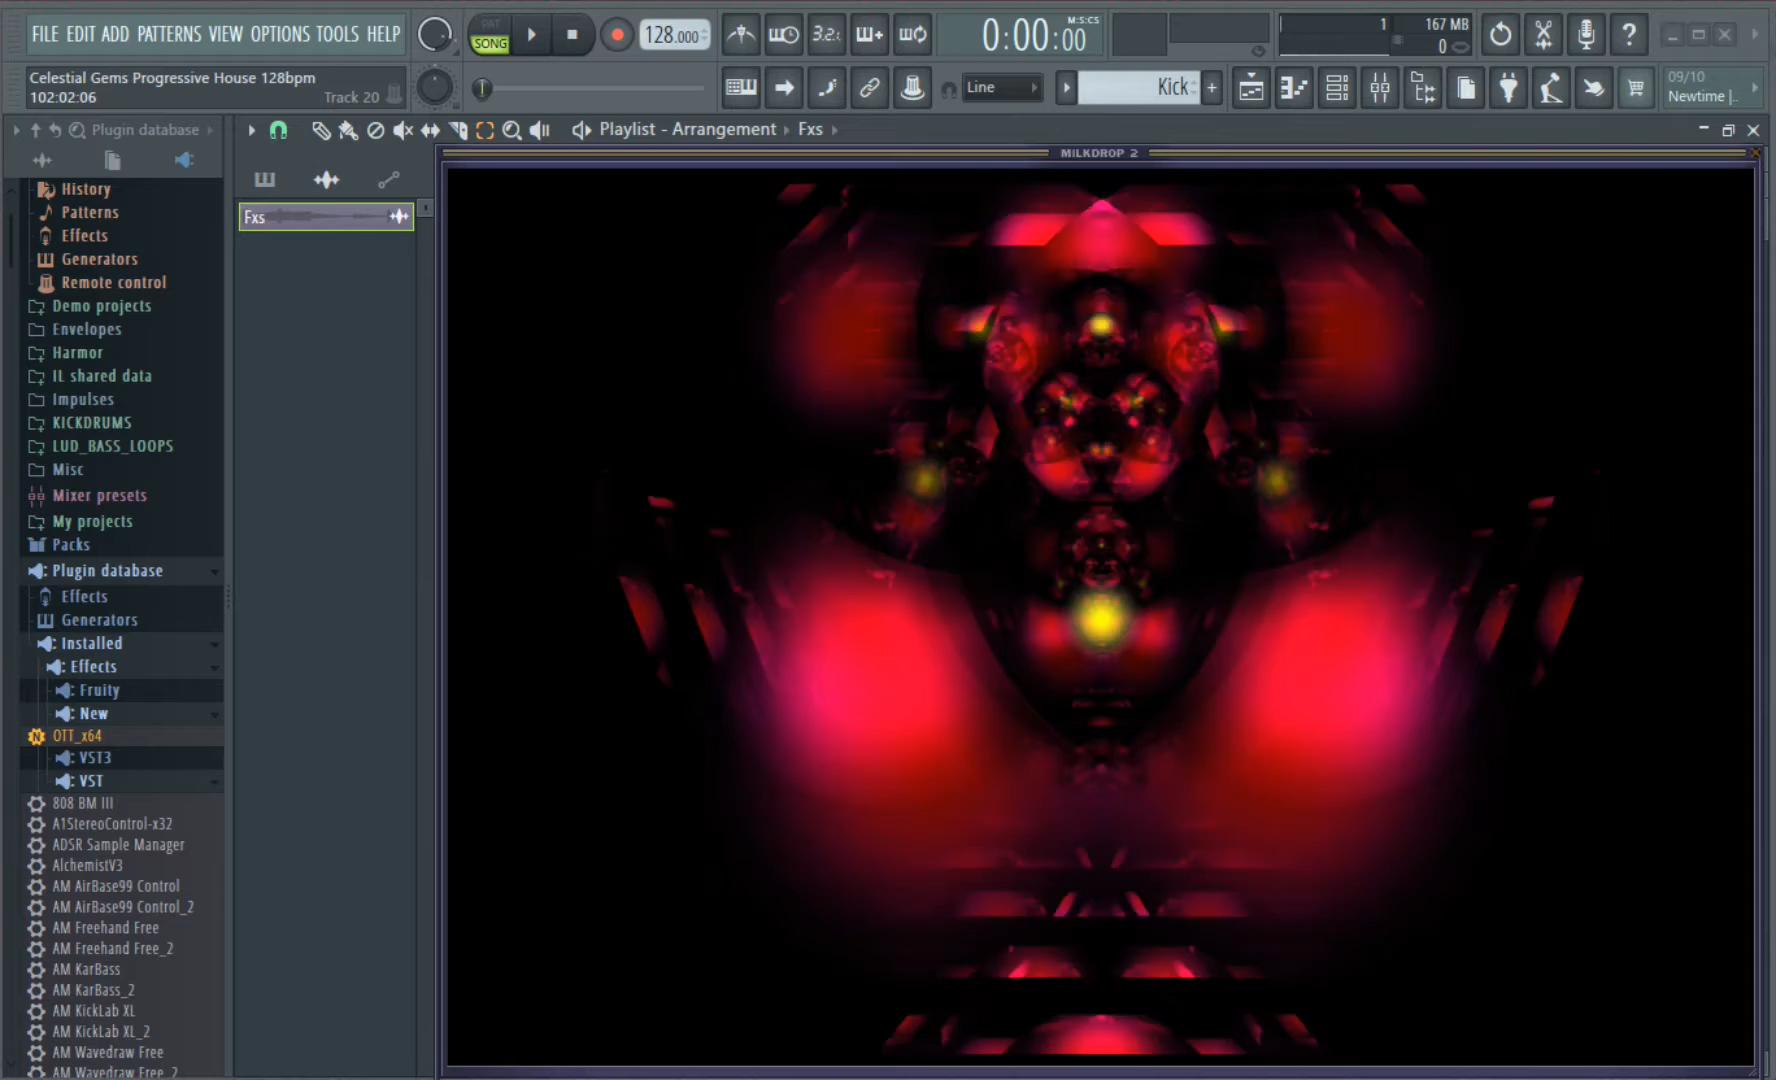 FILE EDIT ADD PATTERNS VIEW OPTIONS TOOLS HELP
PAT
SONG
128.000
3.2.
0:00:00
M:S:CS
1
167 MB
0
?
Celestial Gems Progressive House 128bpm
102:02:06
Track 20
Line
Kick
+
09/10
Newtime |..
Plugin database
Playlist - Arrangement
Fxs
MILKDROP 2
Fxs
History
Patterns
Effects
Generators
Remote control
Demo projects
Envelopes
Harmor
IL shared data
Impulses
KICKDRUMS
LUD_BASS_LOOPS
Misc
Mixer presets
My projects
Packs
Plugin database
Effects
Generators
Installed
Effects
Fruity
New
N
OTT_x64
VST3
VST
808 BM III
A1StereoControl-x32
ADSR Sample Manager
AlchemistV3
AM AirBase99 Control
AM AirBase99 Control_2
AM Freehand Free
AM Freehand Free_2
AM KarBass
AM KarBass_2
AM KickLab XL
AM KickLab XL_2
AM Wavedraw Free
AM Wavedraw Free_2